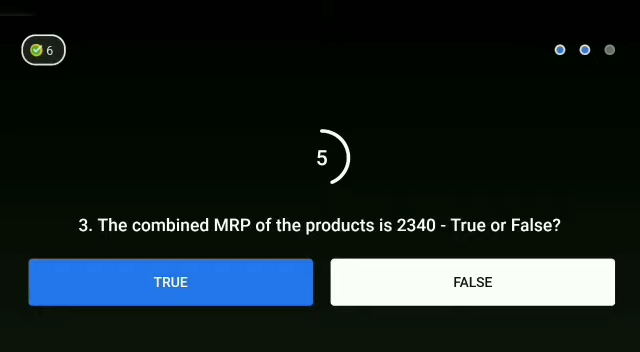 6
5
3. The combined MRP of the products is 2340 - True or False?
TRUE
FALSE